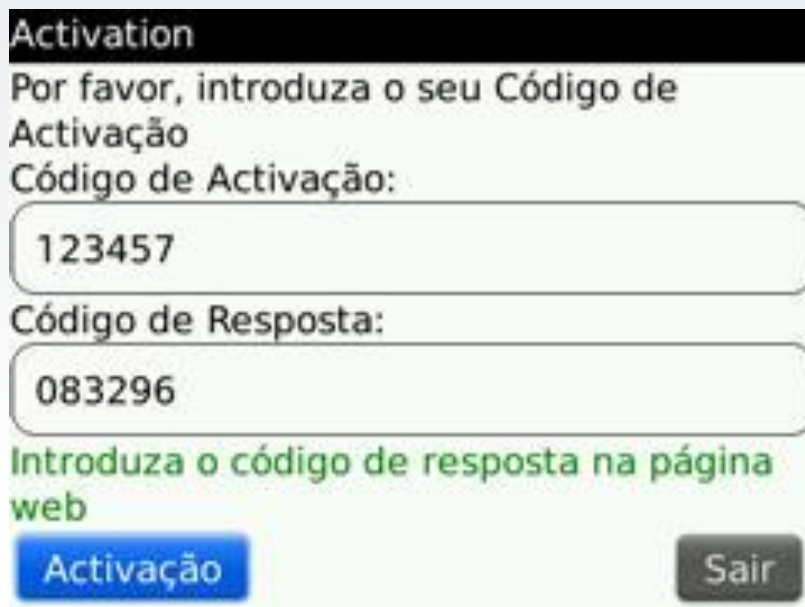 Activation
Por favor, introduza o seu Código de
Activação
Código de Activação:
123457
Código de Resposta:
083296
Introduza o código de resposta na página
web
Activação Sair